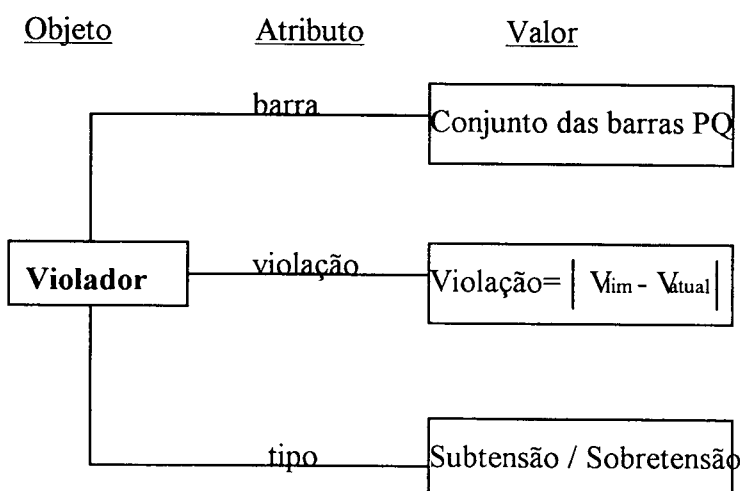 Objeto Atributo Valor
barra
Conjunto das barras PQ
Violador
violação
Violação= | Vlim - Vatual |
tipo
Subtensão / Sobretensão